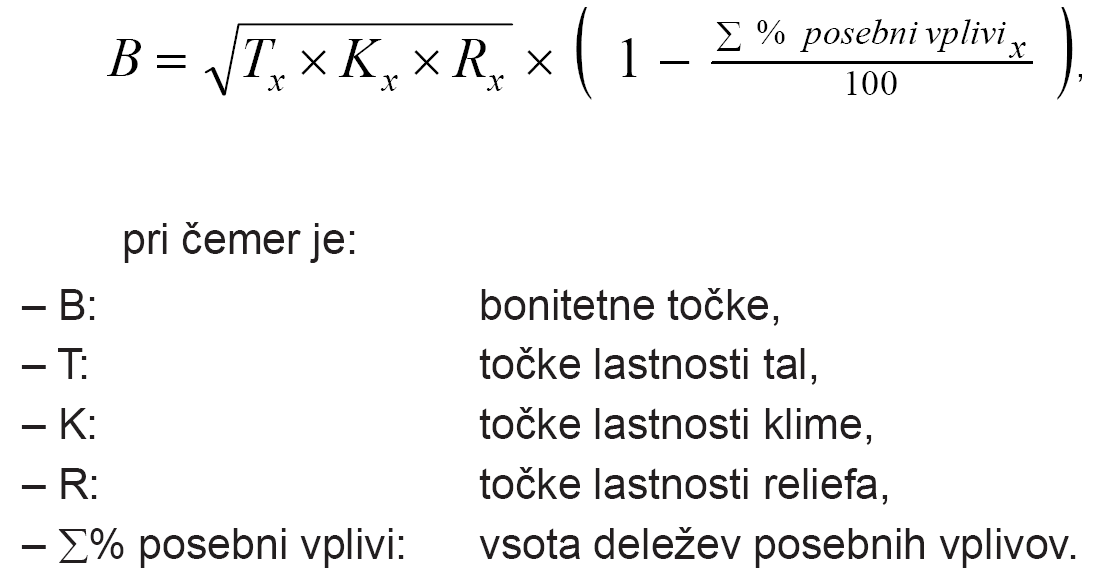 B = √(Tₓ × Kₓ × Rₓ) × ( 1 − (∑ % posebni vpliviₓ)/100 ),
pri čemer je:
– B: bonitetne točke,
– T: točke lastnosti tal,
– K: točke lastnosti klime,
– R: točke lastnosti reliefa,
– ∑% posebni vplivi: vsota deležev posebnih vplivov.